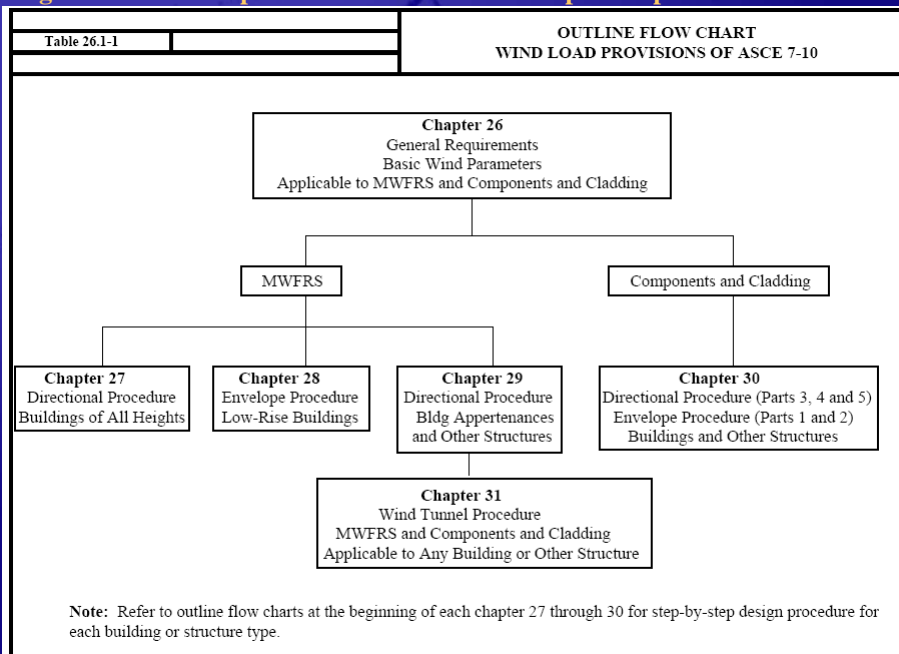 Table 26.1-1
OUTLINE FLOW CHART
WIND LOAD PROVISIONS OF ASCE 7-10
Chapter 26
General Requirements
Basic Wind Parameters
Applicable to MWFRS and Components and Cladding
MWFRS
Components and Cladding
Chapter 27
Directional Procedure
Buildings of All Heights
Chapter 28
Envelope Procedure
Low-Rise Buildings
Chapter 29
Directional Procedure
Bldg Appertenances
and Other Structures
Chapter 30
Directional Procedure (Parts 3, 4 and 5)
Envelope Procedure (Parts 1 and 2)
Buildings and Other Structures
Chapter 31
Wind Tunnel Procedure
MWFRS and Components and Cladding
Applicable to Any Building or Other Structure
Note: Refer to outline flow charts at the beginning of each chapter 27 through 30 for step-by-step design procedure for
each building or structure type.